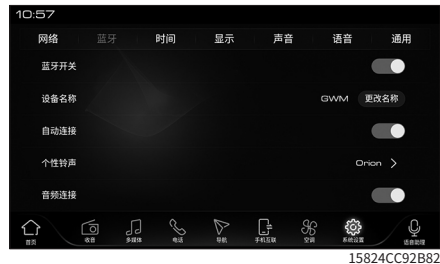 10:57
网络 蓝牙 时间 显示 声音 语音 通用
蓝牙开关
设备名称 GWM 更改名称
自动连接
个性铃声 Orion >
音频连接
首页 收音 多媒体 电话 导航 手机互联 空调 系统设置 语音助理
15824CC92B82